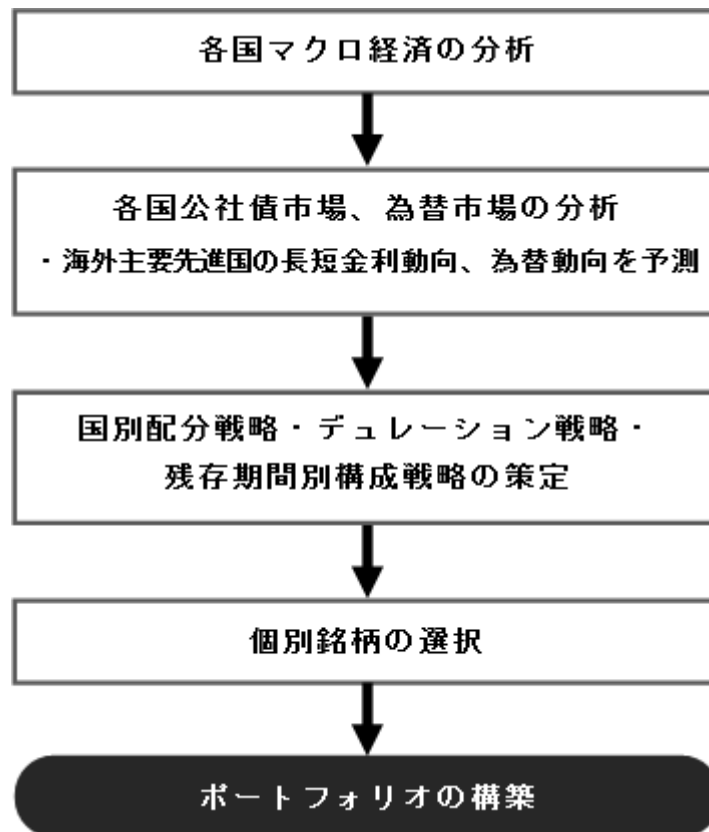 各国マクロ経済の分析
各国公社債市場、為替市場の分析
・海外主要先進国の長短金利動向、為替動向を予測
国別配分戦略・デュレーション戦略・
残存期間別構成戦略の策定
個別銘柄の選択
ポートフォリオの構築